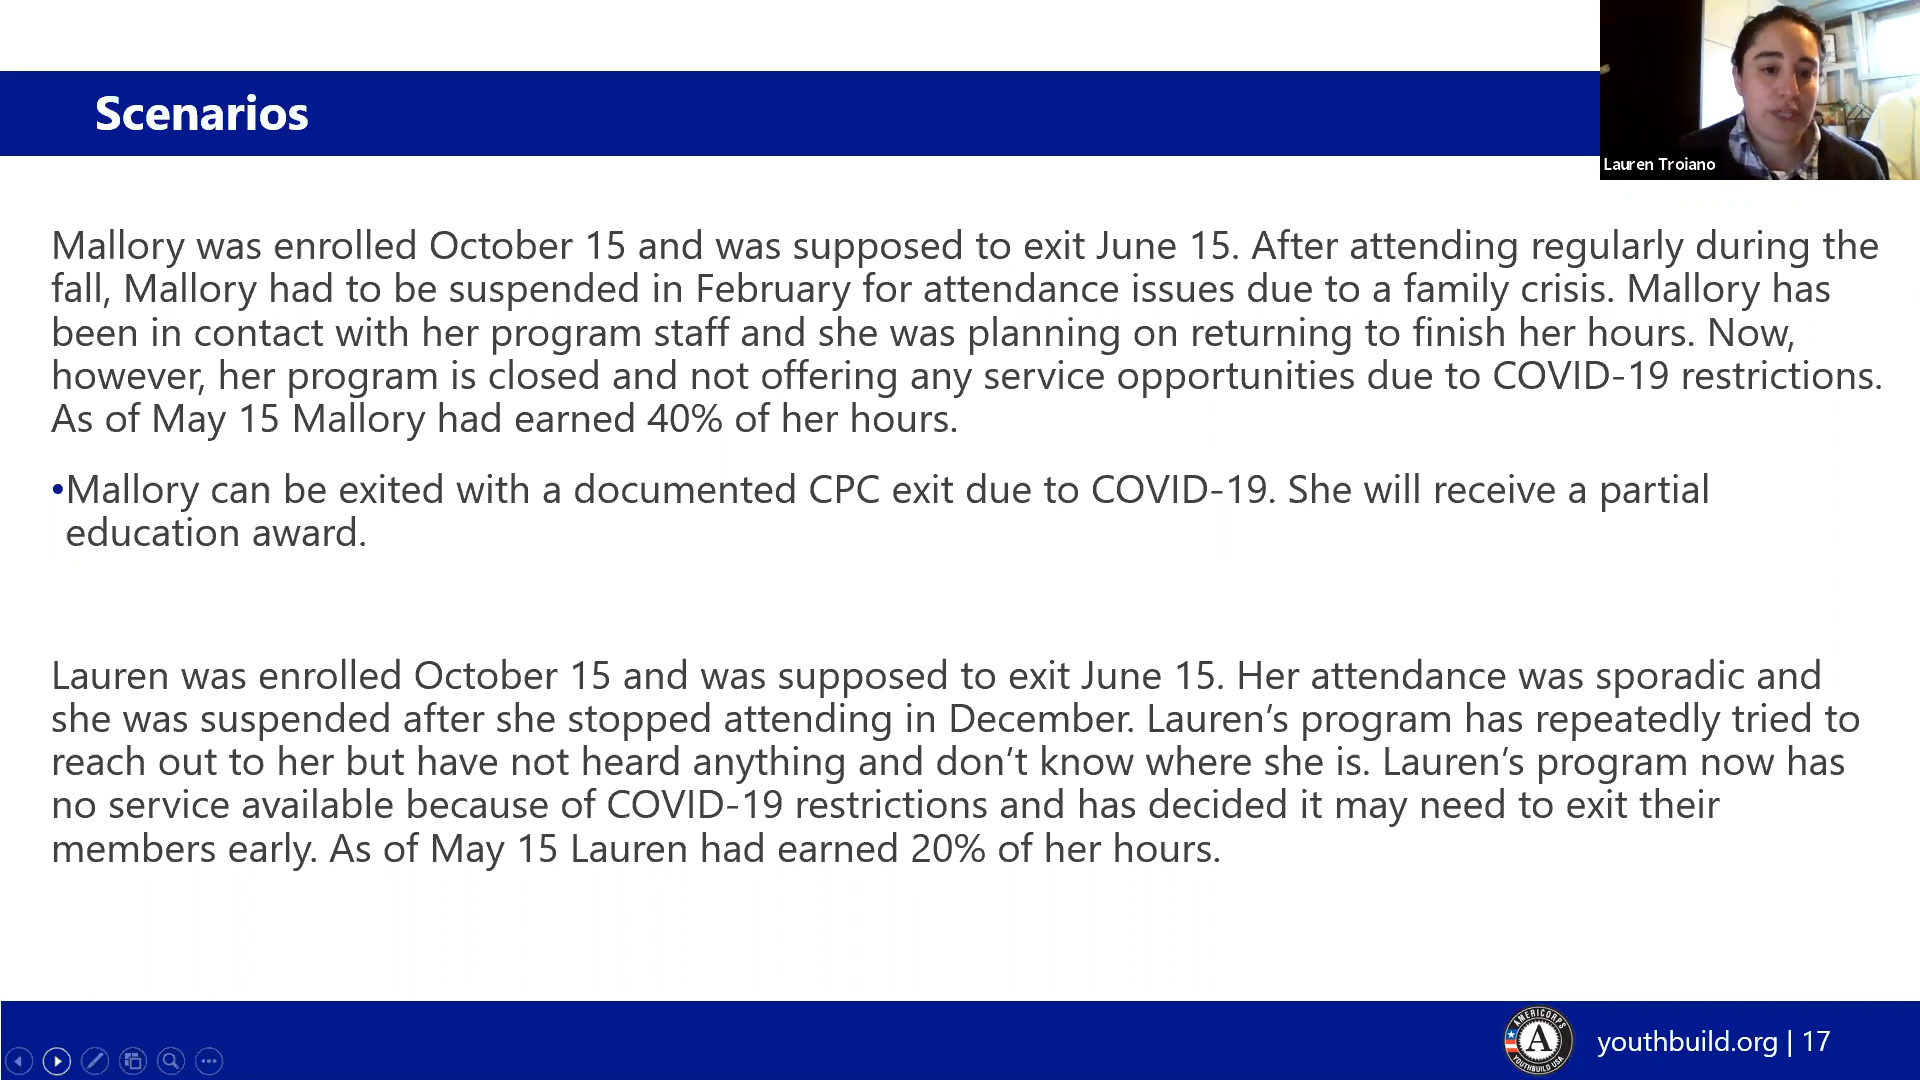 Scenarios
Lauren Troiano
Mallory was enrolled October 15 and was supposed to exit June 15. After attending regularly during the
fall, Mallory had to be suspended in February for attendance issues due to a family crisis. Mallory has
been in contact with her program staff and she was planning on returning to finish her hours. Now,
however, her program is closed and not offering any service opportunities due to COVID-19 restrictions.
As of May 15 Mallory had earned 40% of her hours.
•Mallory can be exited with a documented CPC exit due to COVID-19. She will receive a partial
education award.
Lauren was enrolled October 15 and was supposed to exit June 15. Her attendance was sporadic and
she was suspended after she stopped attending in December. Lauren’s program has repeatedly tried to
reach out to her but have not heard anything and don’t know where she is. Lauren’s program now has
no service available because of COVID-19 restrictions and has decided it may need to exit their
members early. As of May 15 Lauren had earned 20% of her hours.
AMERICORPS
A
YOUTHBUILD USA
youthbuild.org | 17